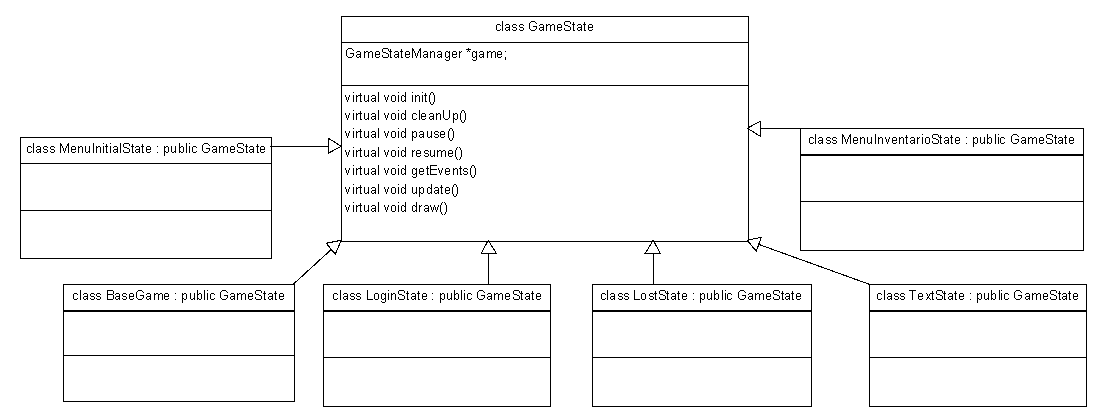 class GameState
GameStateManager *game;
virtual void init()
virtual void cleanUp()
virtual void pause()
virtual void resume()
virtual void getEvents()
virtual void update()
virtual void draw()
class MenuInitialState : public GameState
class MenuInventarioState : public GameState
class BaseGame : public GameState
class LoginState : public GameState
class LostState : public GameState
class TextState : public GameState